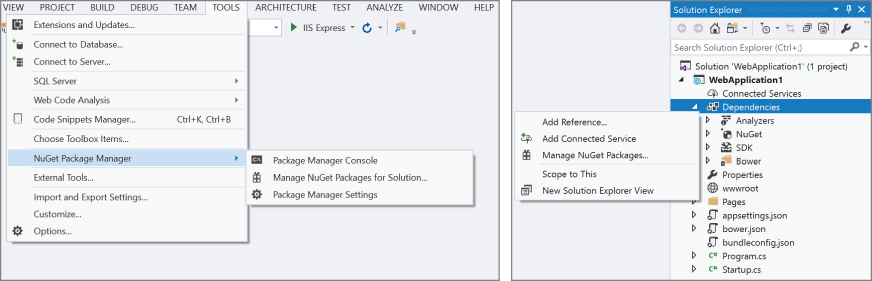 VIEW PROJECT BUILD DEBUG TEAM TOOLS ARCHITECTURE TEST ANALYZE WINDOW HELP
Extensions and Updates...
IIS Express
Connect to Database...
Connect to Server...
SQL Server
Web Code Analysis
Code Snippets Manager... Ctrl+K, Ctrl+B
Choose Toolbox Items...
NuGet Package Manager
External Tools...
Import and Export Settings...
Customize...
Options...
Package Manager Console
Manage NuGet Packages for Solution...
Package Manager Settings
Add Reference...
Add Connected Service
Manage NuGet Packages...
Scope to This
New Solution Explorer View
Solution Explorer
Search Solution Explorer (Ctrl+;)
Solution 'WebApplication1' (1 project)
WebApplication1
Connected Services
Dependencies
Analyzers
NuGet
SDK
Bower
Properties
wwwroot
Pages
appsettings.json
bower.json
bundleconfig.json
C# Program.cs
C# Startup.cs